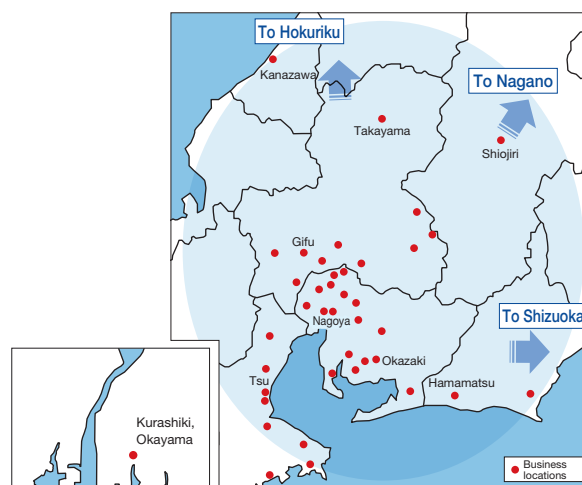 To Hokuriku
Kanazawa
To Nagano
Takayama
Shiojiri
Gifu
To Shizuoka
Nagoya
Okazaki
Tsu
Hamamatsu
Kurashiki,
Okayama
Business
locations